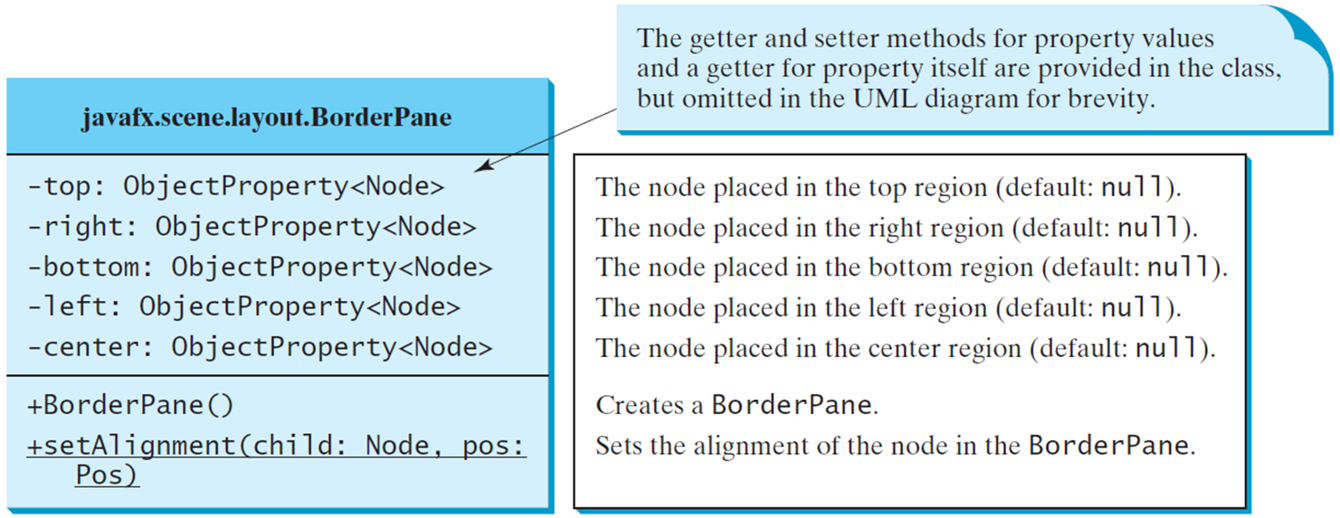 The getter and setter methods for property values
and a getter for property itself are provided in the class,
but omitted in the UML diagram for brevity.
javafx.scene.layout.BorderPane
-top: ObjectProperty<Node>
-right: ObjectProperty<Node>
-bottom: ObjectProperty<Node>
-left: ObjectProperty<Node>
-center: ObjectProperty<Node>
The node placed in the top region (default: null).
The node placed in the right region (default: null).
The node placed in the bottom region (default: null).
The node placed in the left region (default: null).
The node placed in the center region (default: null).
+BorderPane()
+setAlignment(child: Node, pos:
Pos)
Creates a BorderPane.
Sets the alignment of the node in the BorderPane.